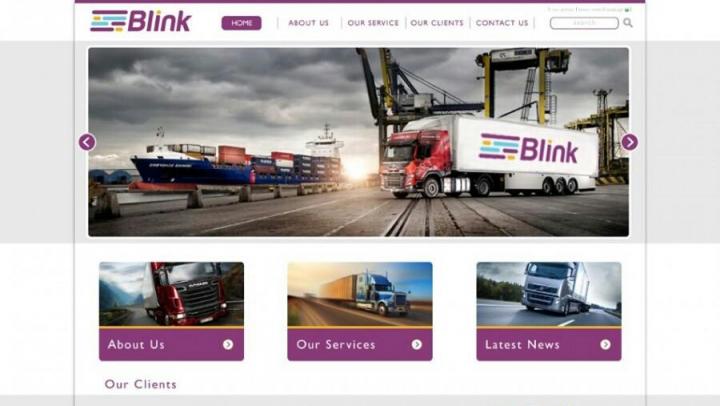 Blink
HOME
ABOUT US
OUR SERVICE
OUR CLIENTS
CONTACT US
search
Blink
About Us
Our Services
Latest News
Our Clients